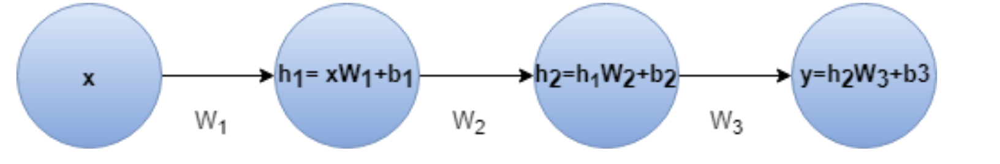 x
h₁= xW₁+b₁
h₂=h₁W₂+b₂
y=h₂W₃+b3
W₁
W₂
W₃